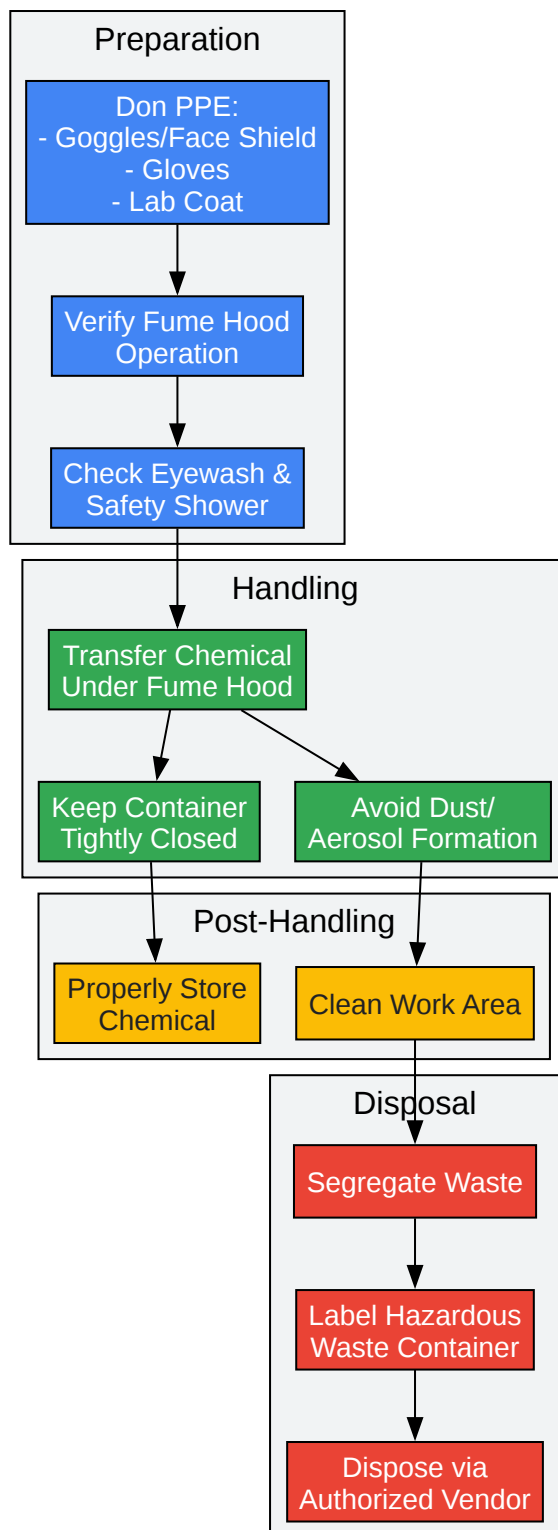 Preparation
Don PPE:
- Goggles/Face Shield
- Gloves
- Lab Coat
Verify Fume Hood
Operation
Check Eyewash &
Safety Shower
Handling
Transfer Chemical
Under Fume Hood
Keep Container
Tightly Closed
Avoid Dust/
Aerosol Formation
Post-Handling
Properly Store
Chemical
Clean Work Area
Disposal
Segregate Waste
Label Hazardous
Waste Container
Dispose via
Authorized Vendor